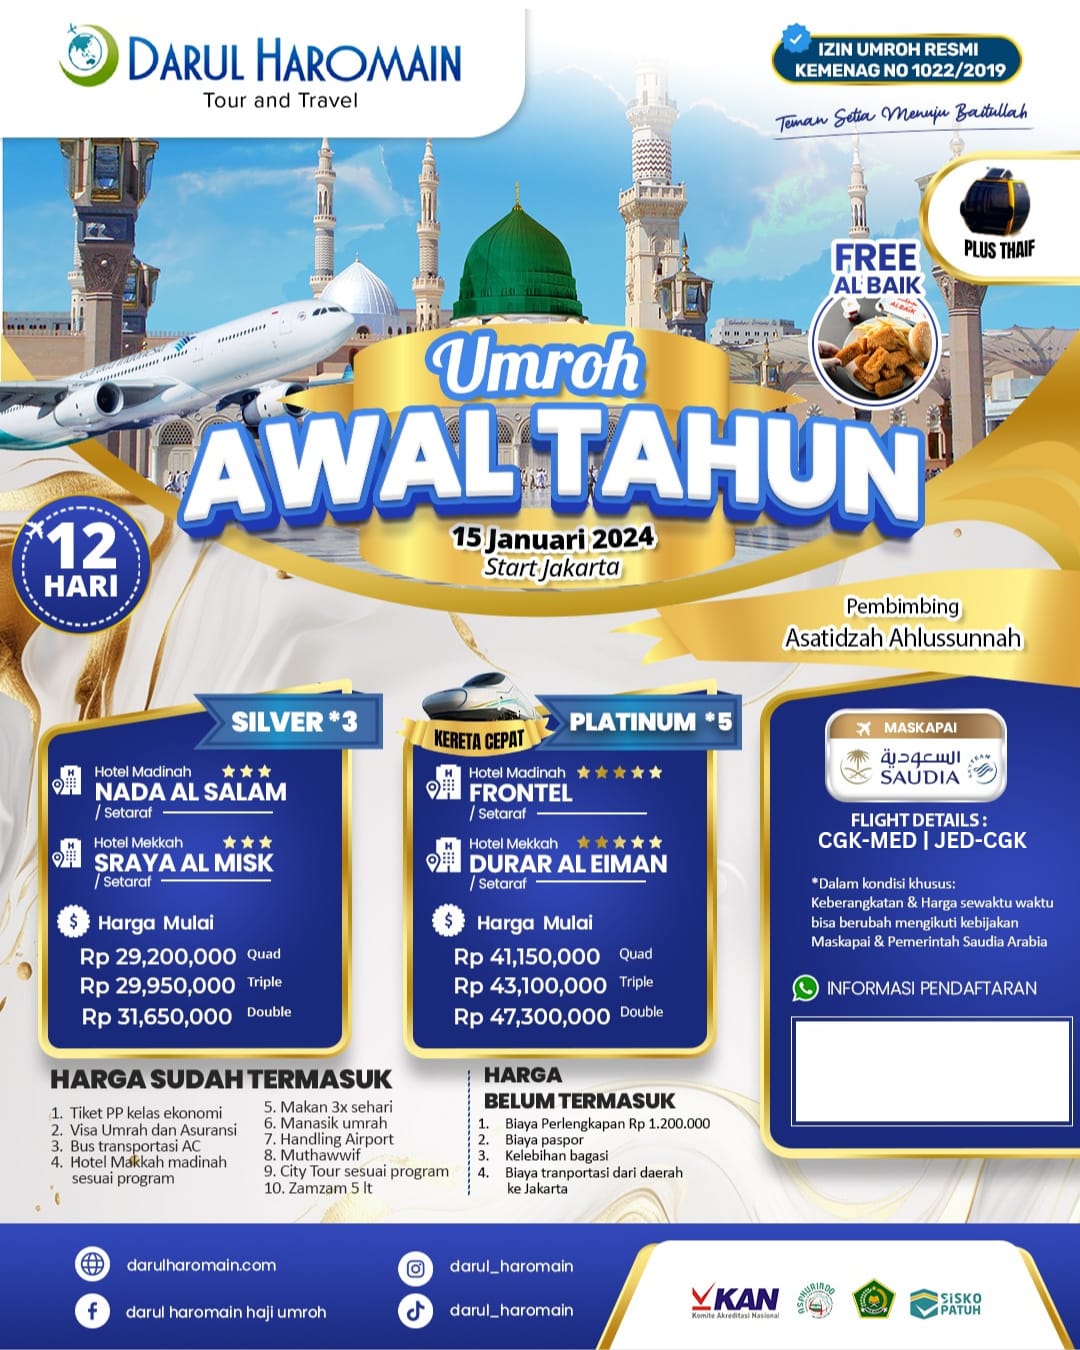 DARUL HAROMAIN
Tour and Travel
IZIN UMROH RESMI
KEMENAG NO 1022/2019
Teman Setia Menuju Baitullah
PLUS THAIF
FREE
AL BAIK
Umroh
AWAL TAHUN
15 Januari 2024
Start Jakarta
12
HARI
Pembimbing
Asatidzah Ahlussunnah
SILVER *3
Hotel Madinah
NADA AL SALAM
/ Setaraf
Hotel Mekkah
SRAYA AL MISK
/ Setaraf
$ Harga Mulai
Rp 29,200,000 Quad
Rp 29,950,000 Triple
Rp 31,650,000 Double
KERETA CEPAT
PLATINUM *5
Hotel Madinah
FRONTEL
/ Setaraf
Hotel Mekkah
DURAR AL EIMAN
/ Setaraf
$ Harga Mulai
Rp 41,150,000 Quad
Rp 43,100,000 Triple
Rp 47,300,000 Double
MASKAPAI
السعودية
SAUDIA
SKYTEAM
FLIGHT DETAILS :
CGK-MED | JED-CGK
*Dalam kondisi khusus:
Keberangkatan & Harga sewaktu waktu
bisa berubah mengikuti kebijakan
Maskapai & Pemerintah Saudia Arabia
INFORMASI PENDAFTARAN
HARGA SUDAH TERMASUK
1. Tiket PP kelas ekonomi
2. Visa Umrah dan Asuransi
3. Bus transportasi AC
4. Hotel Makkah madinah
sesuai program
5. Makan 3x sehari
6. Manasik umrah
7. Handling Airport
8. Muthawwif
9. City Tour sesuai program
10. Zamzam 5 lt
HARGA
BELUM TERMASUK
1. Biaya Perlengkapan Rp 1.200.000
2. Biaya paspor
3. Kelebihan bagasi
4. Biaya tranportasi dari daerah
ke Jakarta
darulharomain.com
darul haromain haji umroh
darul_haromain
darul_haromain
KAN
Komite Akreditasi Nasional
ASPHURINDO
SiSKO
PATUH